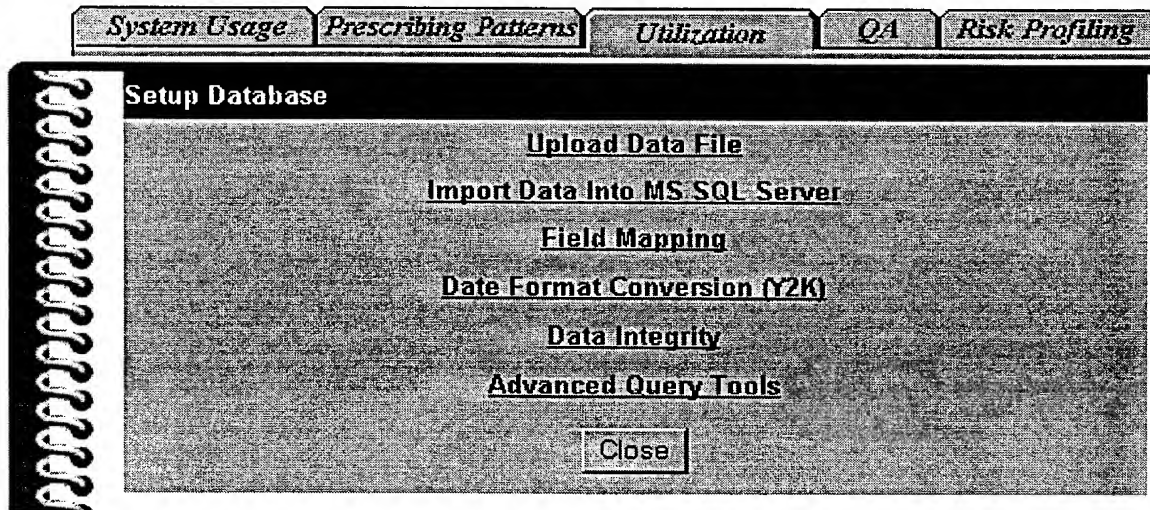 System Usage Prescribing Patterns Utilization QA Risk Profiling
Setup Database
Upload Data File
Import Data Into MS SQL Server
Field Mapping
Date Format Conversion (Y2K)
Data Integrity
Advanced Query Tools
Close